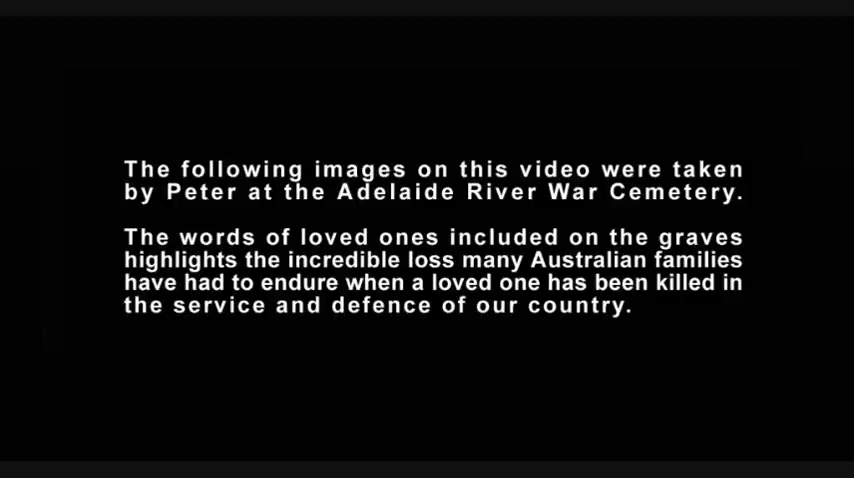 The following images on this video were taken
by Peter at the Adelaide River War Cemetery.
The words of loved ones included on the graves
highlights the incredible loss many Australian families
have had to endure when a loved one has been killed in
the service and defence of our country.